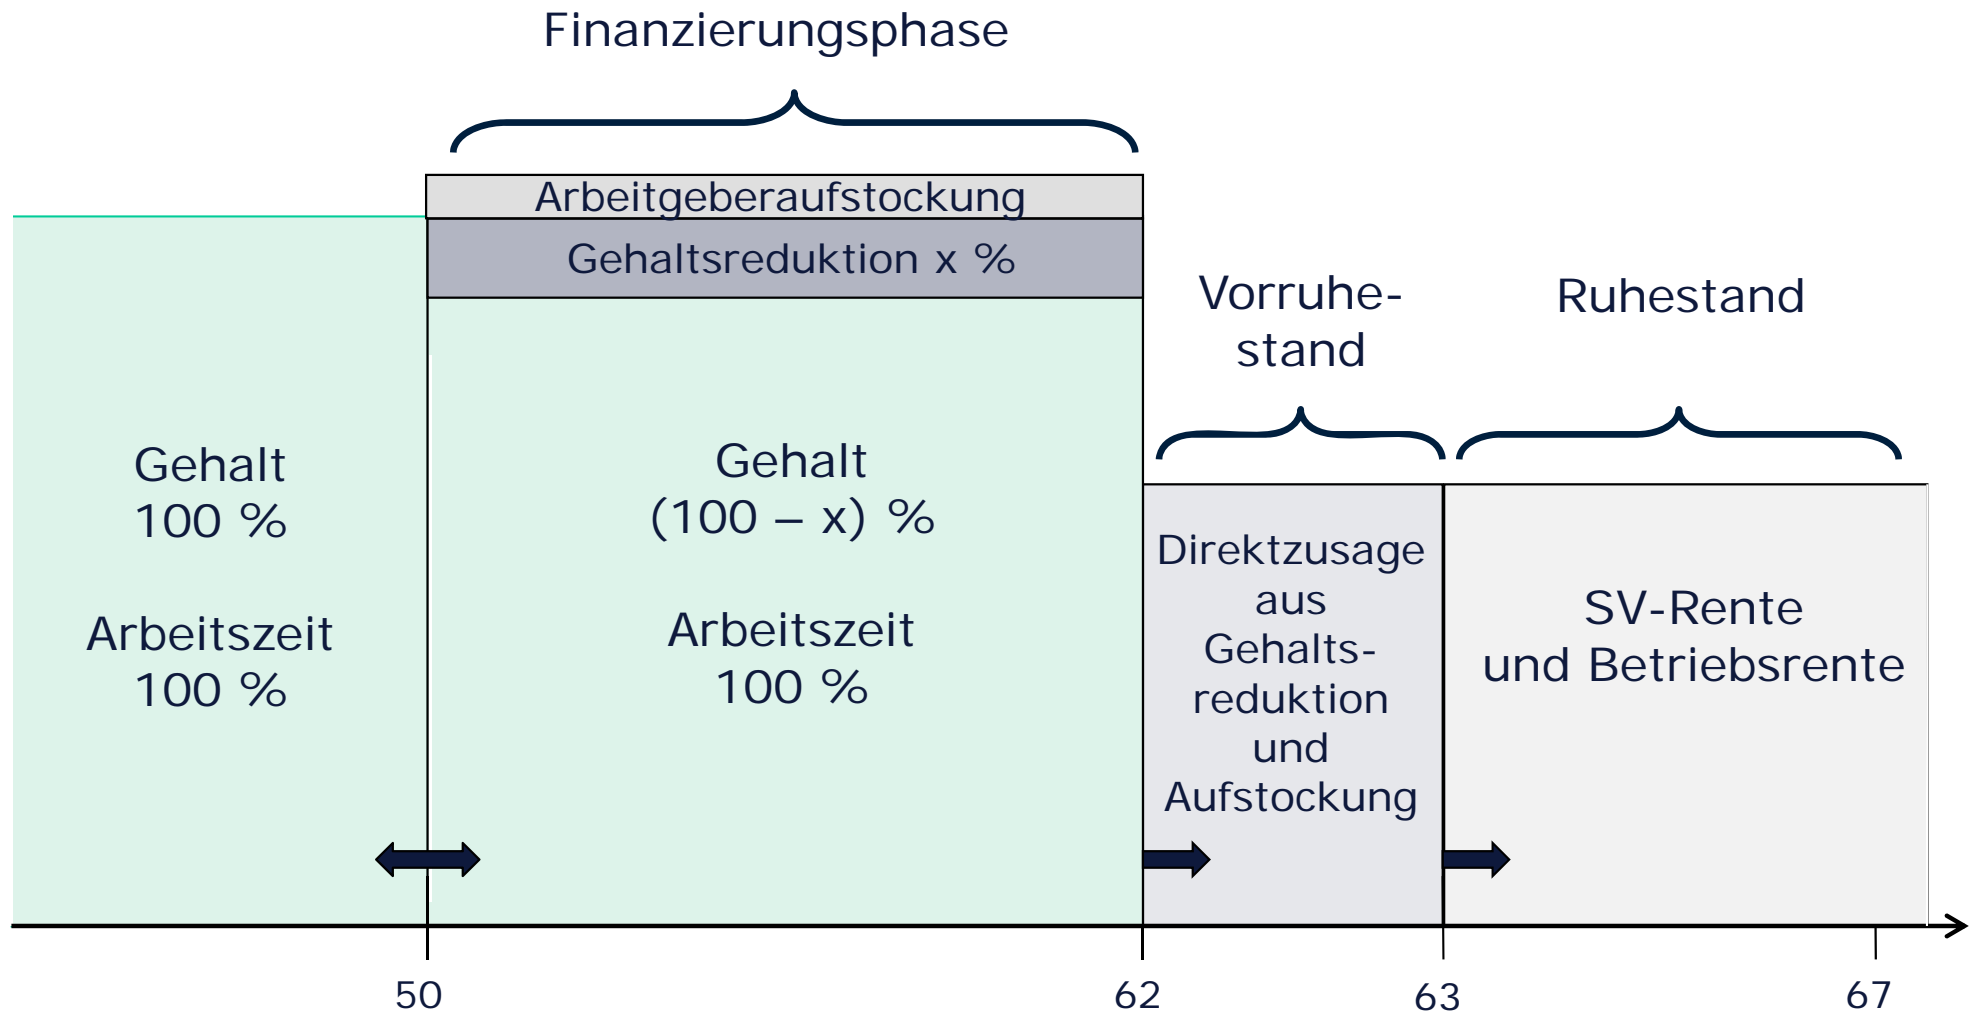 Finanzierungsphase
Arbeitgeberaufstockung
Gehaltsreduktion x %
Vorruhe-
stand
Ruhestand
Gehalt
100 %
Arbeitszeit
100 %
Gehalt
(100 – x) %
Arbeitszeit
100 %
Direktzusage
aus
Gehalts-
reduktion
und
Aufstockung
SV-Rente
und Betriebsrente
50
62
63
67